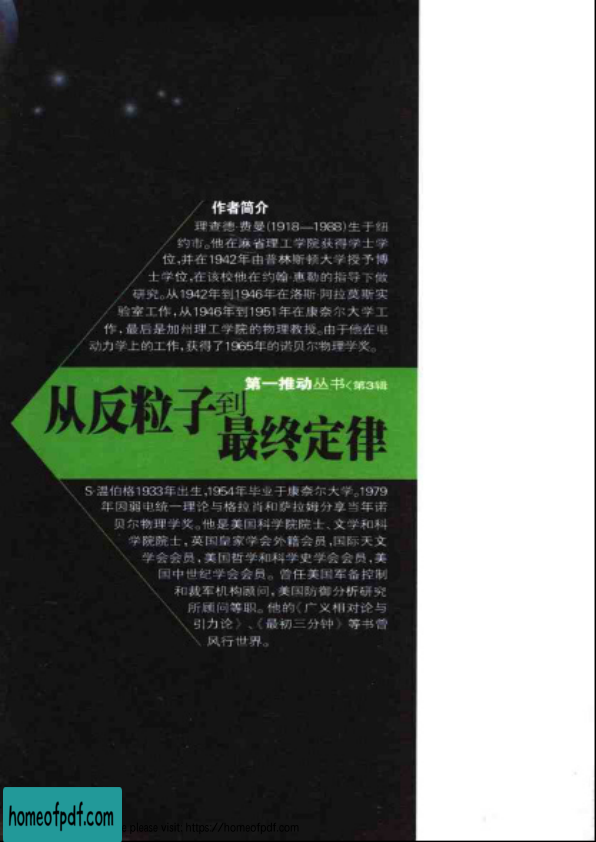 作者简介
理查德·费曼(1918—1988)生于纽
约市。他在麻省理工学院获得学士学
位,并在1942年由普林斯顿大学授予博
士学位,在该校他在约翰·惠勒的指导下做
研究。从1942年到1946年在洛斯·阿拉莫斯实
验室工作,从1946年到1951年在康奈尔大学工
作,最后是加州理工学院的物理教授。由于他在电
动力学上的工作,获得了1965年的诺贝尔物理学奖。
第一推动丛书<第3辑
从反粒子到
最终定律
S·温伯格1933年出生,1954年毕业于康奈尔大学。1979
年因弱电统一理论与格拉肖和萨拉姆分享当年诺
贝尔物理学奖。他是美国科学院院士、文学和科
学院院士,英国皇家学会外籍会员,国际天文
学会会员,美国哲学和科学史学会会员,美
国中世纪学会会员。曾任美国军备控制
和裁军机构顾问,美国防御分析研究
所顾问等职。他的《广义相对论与
引力论》、《最初三分钟》等书曾
风行世界。
homeofpdf.com
please visit: https://homeofpdf.com